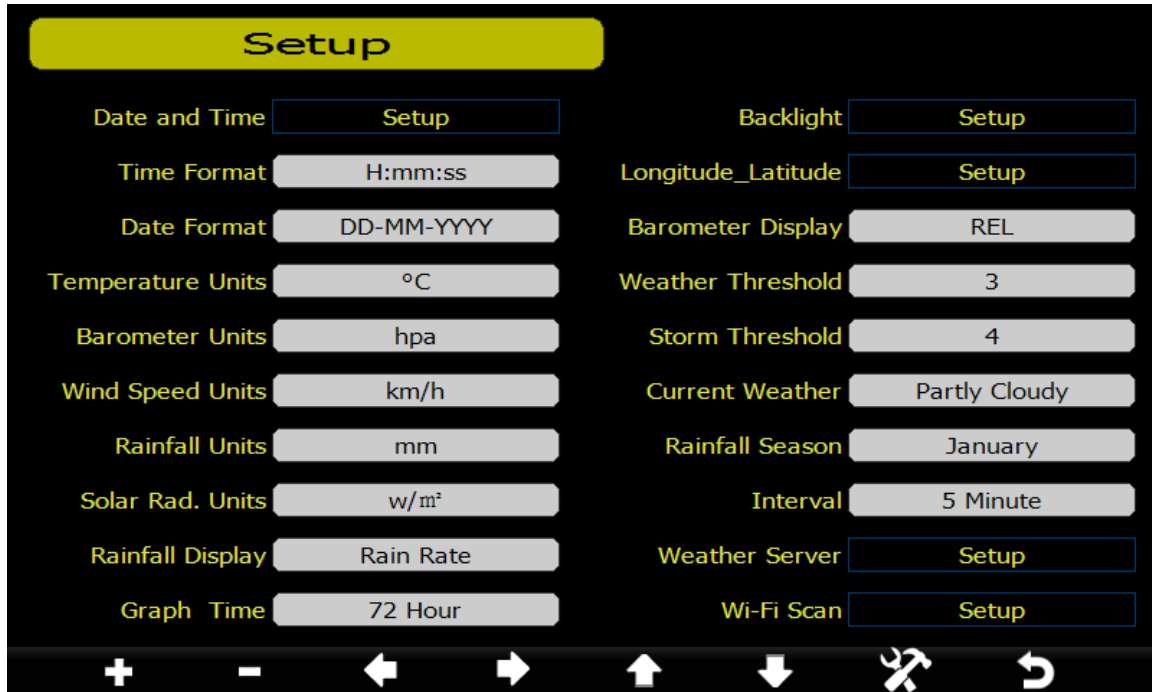 Setup
Date and Time Setup
Time Format H:mm:ss
Date Format DD-MM-YYYY
Temperature Units °C
Barometer Units hpa
Wind Speed Units km/h
Rainfall Units mm
Solar Rad. Units w/m²
Rainfall Display Rain Rate
Graph Time 72 Hour
Backlight Setup
Longitude_Latitude Setup
Barometer Display REL
Weather Threshold 3
Storm Threshold 4
Current Weather Partly Cloudy
Rainfall Season January
Interval 5 Minute
Weather Server Setup
Wi-Fi Scan Setup